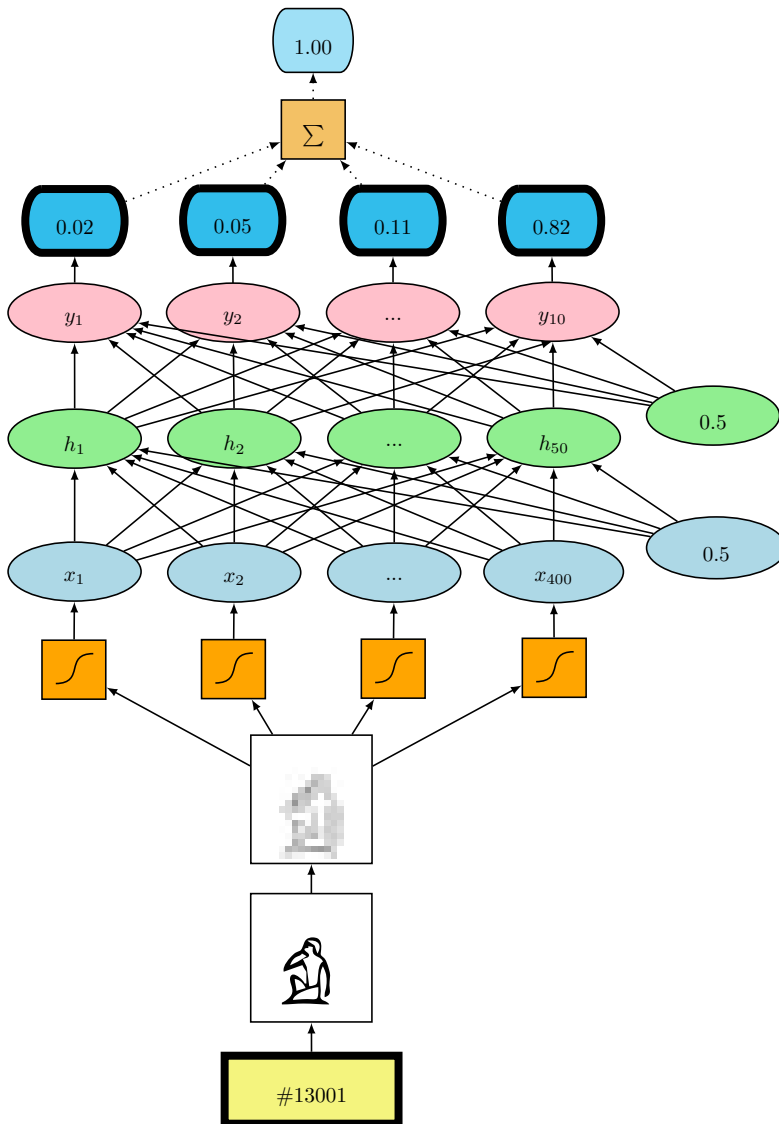 1.00
∑
0.02 0.05 0.11 0.82
y₁ y₂ ... y₁₀
h₁ h₂ ... h₅₀ 0.5
x₁ x₂ ... x₄₀₀ 0.5
#13001